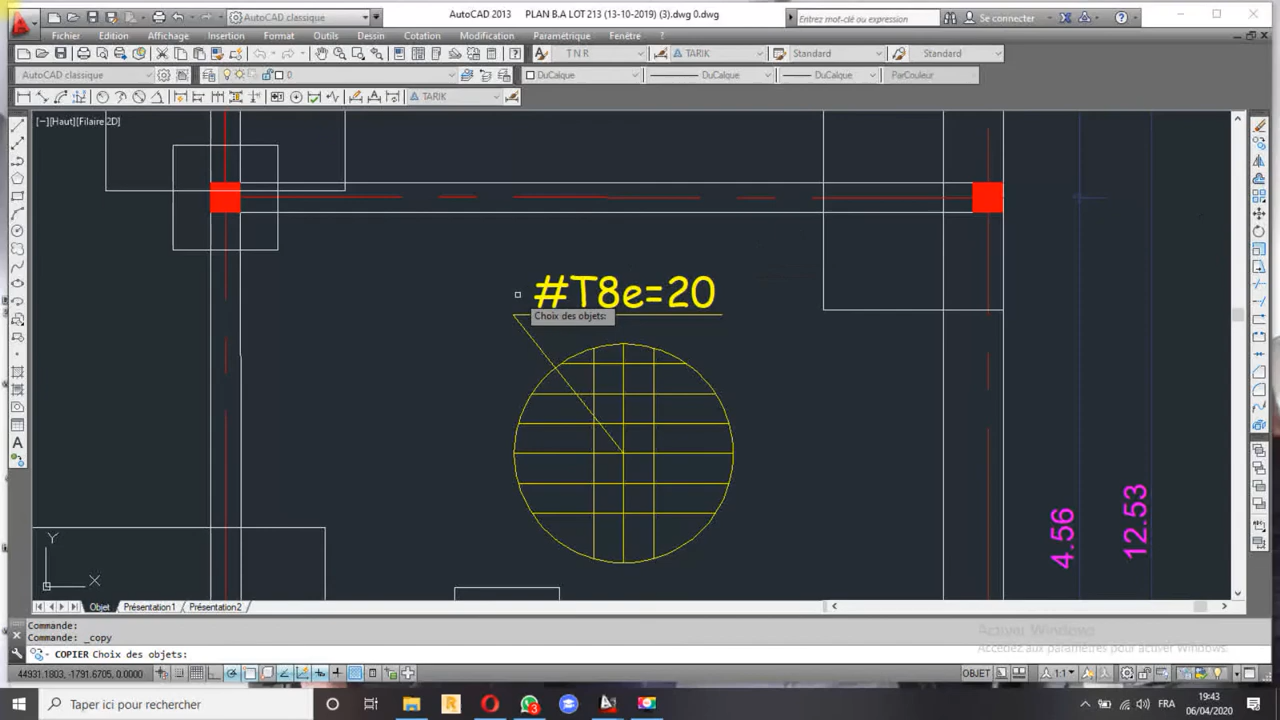 AutoCAD classique
AutoCAD 2013 PLAN B.A LOT 213 (13-10-2019) (3).dwg 0.dwg
Entrez mot-clé ou expression
Se connecter
Fichier Edition Affichage Insertion Format Outils Dessin Cotation Modification Paramétrique Fenêtre ?
T N R
TARIK
Standard
Standard
AutoCAD classique
0
DuCalque
DuCalque
DuCalque
ParCouleur
TARIK
[−][Haut][Filaire 2D]
#T8e=20
Choix des objets:
4.56
12.53
Y
X
Objet Présentation1 Présentation2
Commande:
Commande: _copy
COPIER Choix des objets:
Activer Windows
Accédez aux paramètres pour activer Windows.
44931.1803, -1791.6705, 0.0000
OBJET
1:1
Taper ici pour rechercher
R
3
FRA
19:43
06/04/2020